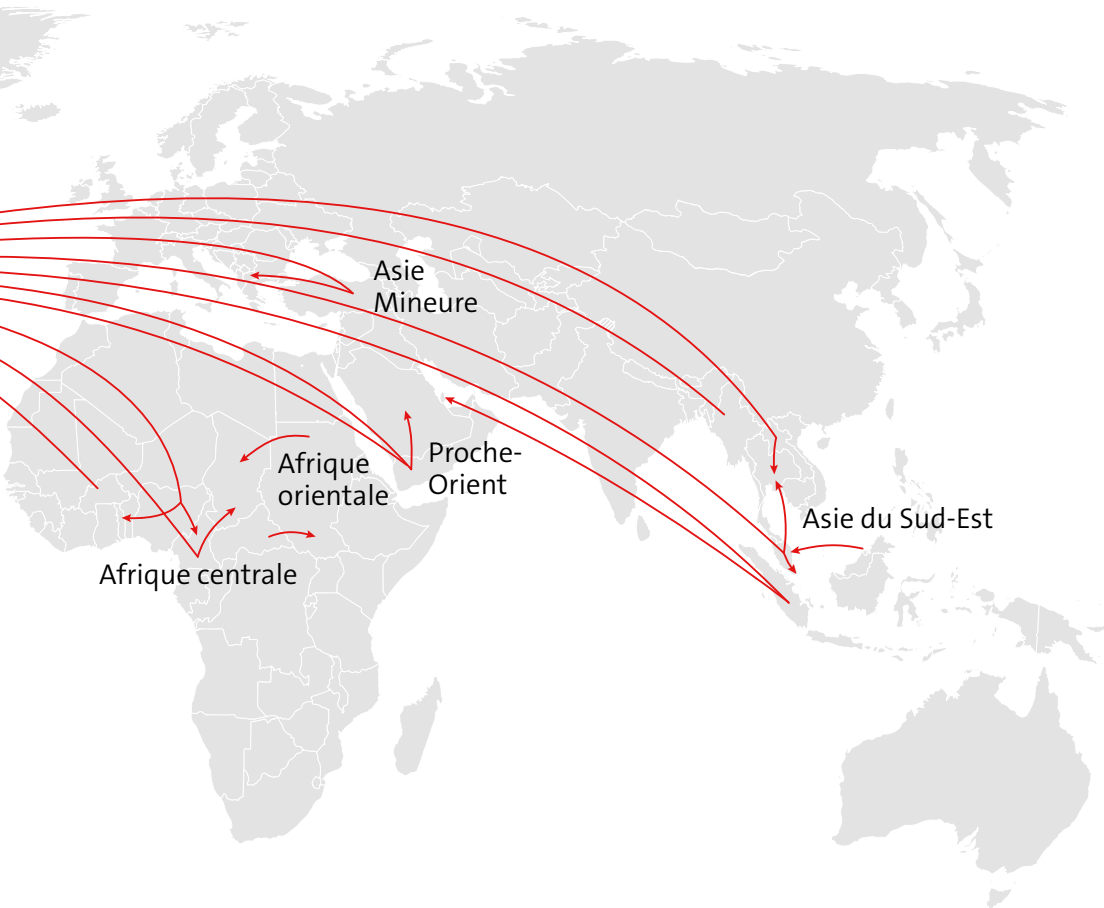 Asie
Mineure
Afrique
orientale
Proche-
Orient
Asie du Sud-Est
Afrique centrale